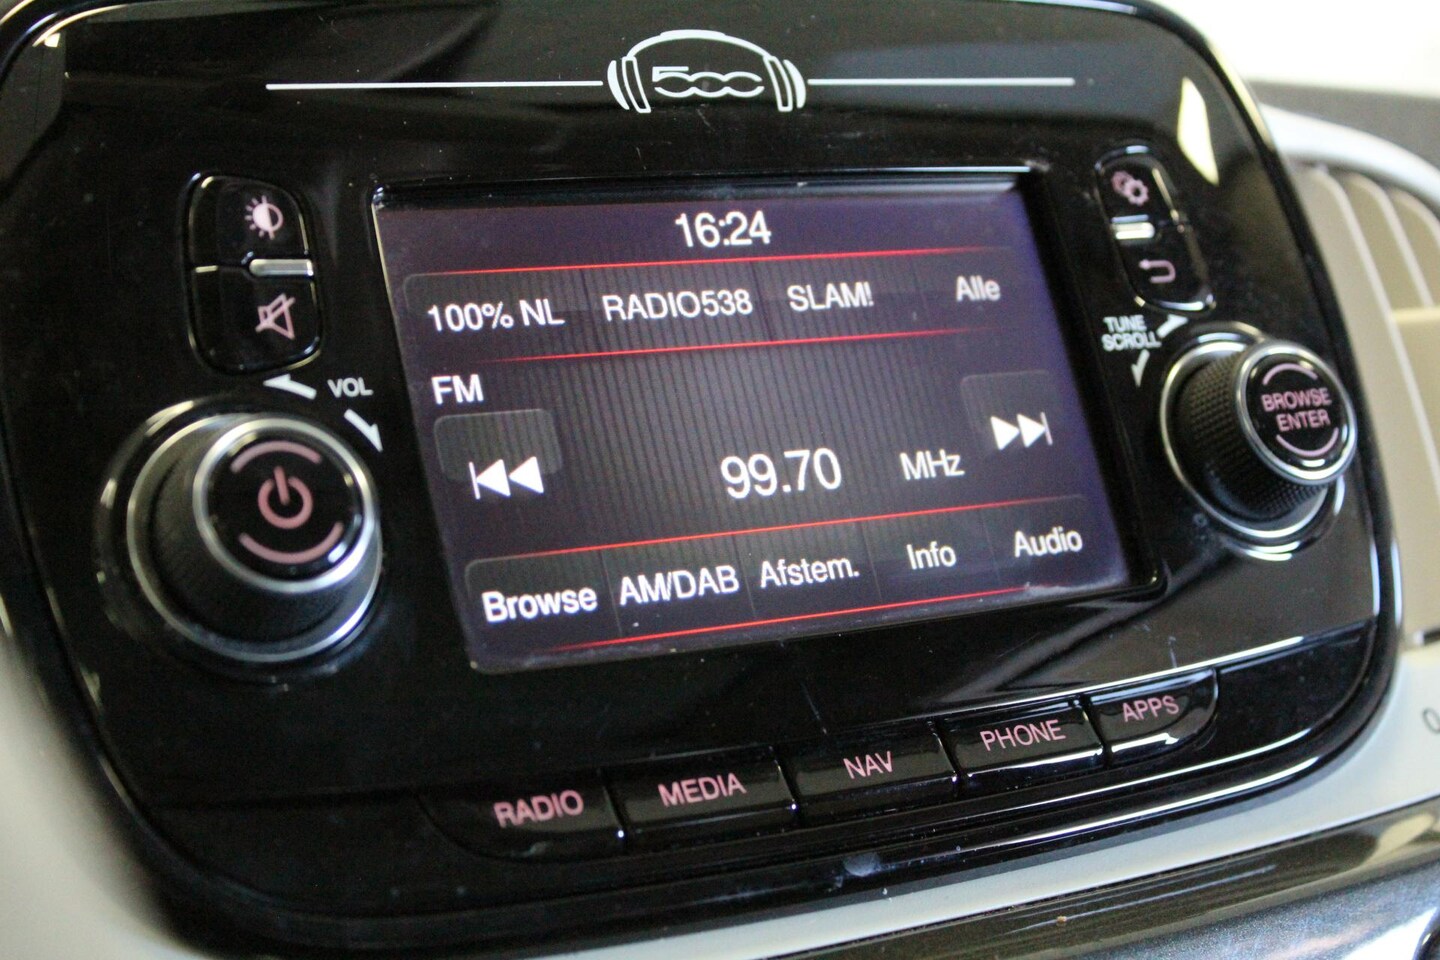 500
16:24
100% NL RADIO538 SLAM! Alle
TUNE
SCROLL
VOL
FM
BROWSE
ENTER
99.70 MHz
Browse AM/DAB Afstem. Info Audio
RADIO MEDIA NAV PHONE APPS
0